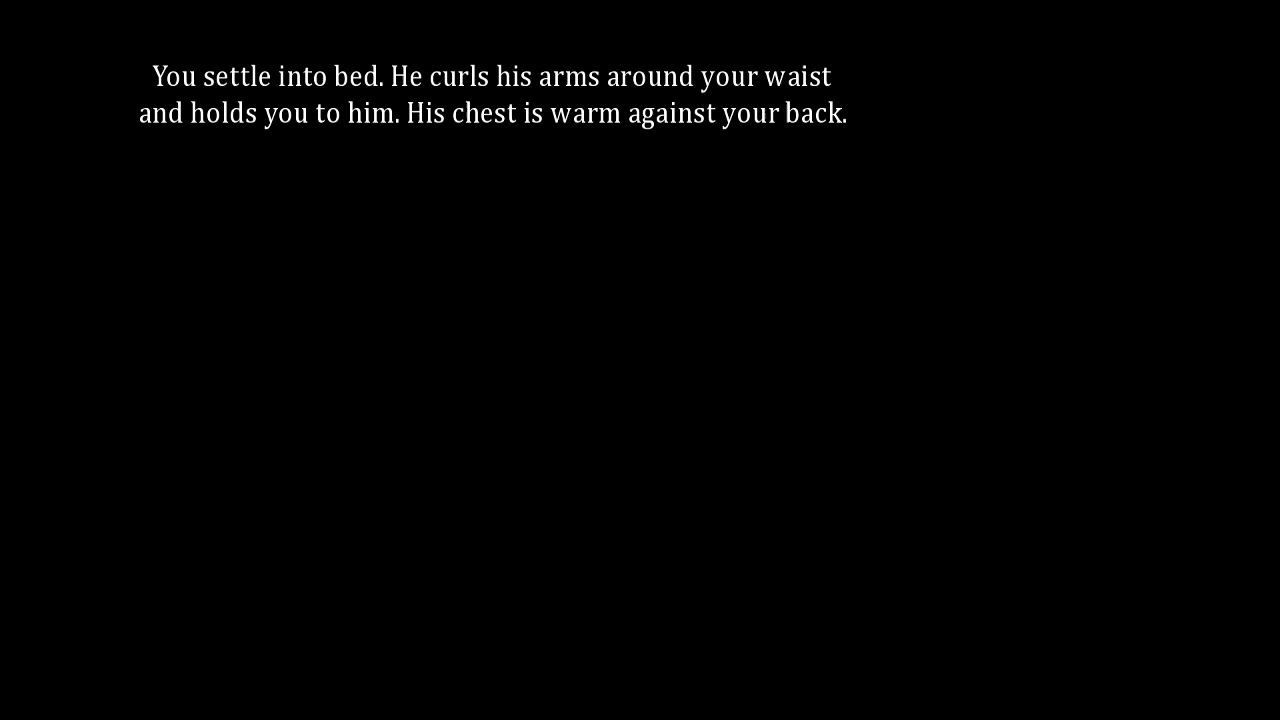 You settle into bed. He curls his arms around your waist
and holds you to him. His chest is warm against your back.